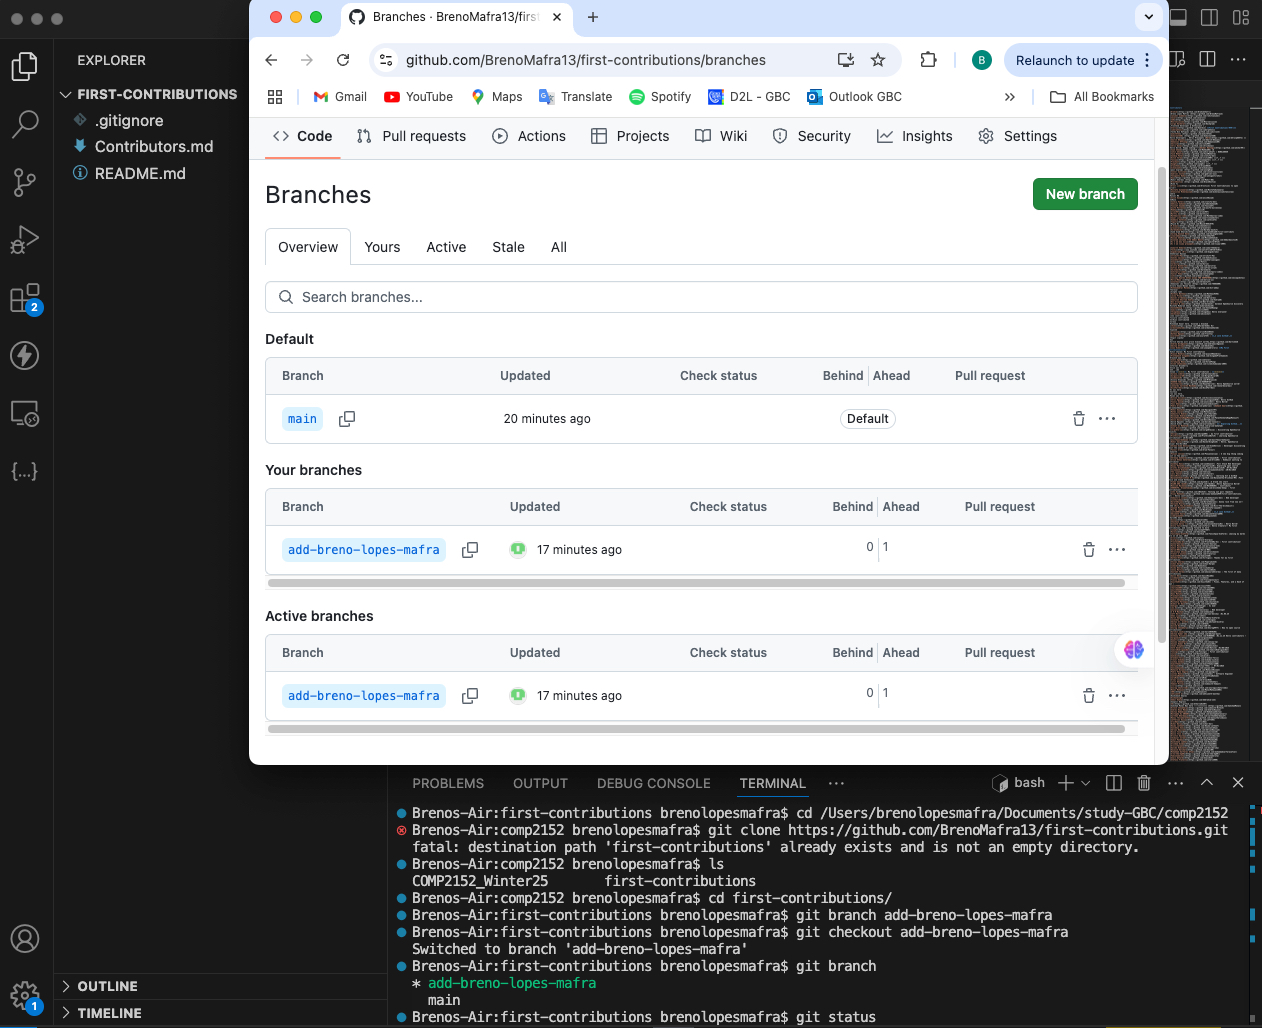 Branches · BrenoMafra13/first
github.com/BrenoMafra13/first-contributions/branches
B
Relaunch to update
Gmail
YouTube
Maps
Translate
Spotify
D2L - GBC
Outlook GBC
All Bookmarks
Code
Pull requests
Actions
Projects
Wiki
Security
Insights
Settings
EXPLORER
FIRST-CONTRIBUTIONS
.gitignore
Contributors.md
README.md
2
Branches
New branch
Overview
Yours
Active
Stale
All
Search branches...
Default
Branch Updated Check status Behind Ahead Pull request
main 20 minutes ago Default
Your branches
Branch Updated Check status Behind Ahead Pull request
add-breno-lopes-mafra 17 minutes ago 0 1
Active branches
Branch Updated Check status Behind Ahead Pull request
add-breno-lopes-mafra 17 minutes ago 0 1
PROBLEMS OUTPUT DEBUG CONSOLE TERMINAL
bash
Brenos-Air:first-contributions brenolopesmafra$ cd /Users/brenolopesmafra/Documents/study-GBC/comp2152
Brenos-Air:comp2152 brenolopesmafra$ git clone https://github.com/BrenoMafra13/first-contributions.git
fatal: destination path 'first-contributions' already exists and is not an empty directory.
Brenos-Air:comp2152 brenolopesmafra$ ls
COMP2152_Winter25 first-contributions
Brenos-Air:comp2152 brenolopesmafra$ cd first-contributions/
Brenos-Air:first-contributions brenolopesmafra$ git branch add-breno-lopes-mafra
Brenos-Air:first-contributions brenolopesmafra$ git checkout add-breno-lopes-mafra
Switched to branch 'add-breno-lopes-mafra'
Brenos-Air:first-contributions brenolopesmafra$ git branch
* add-breno-lopes-mafra
main
Brenos-Air:first-contributions brenolopesmafra$ git status
OUTLINE
TIMELINE
1